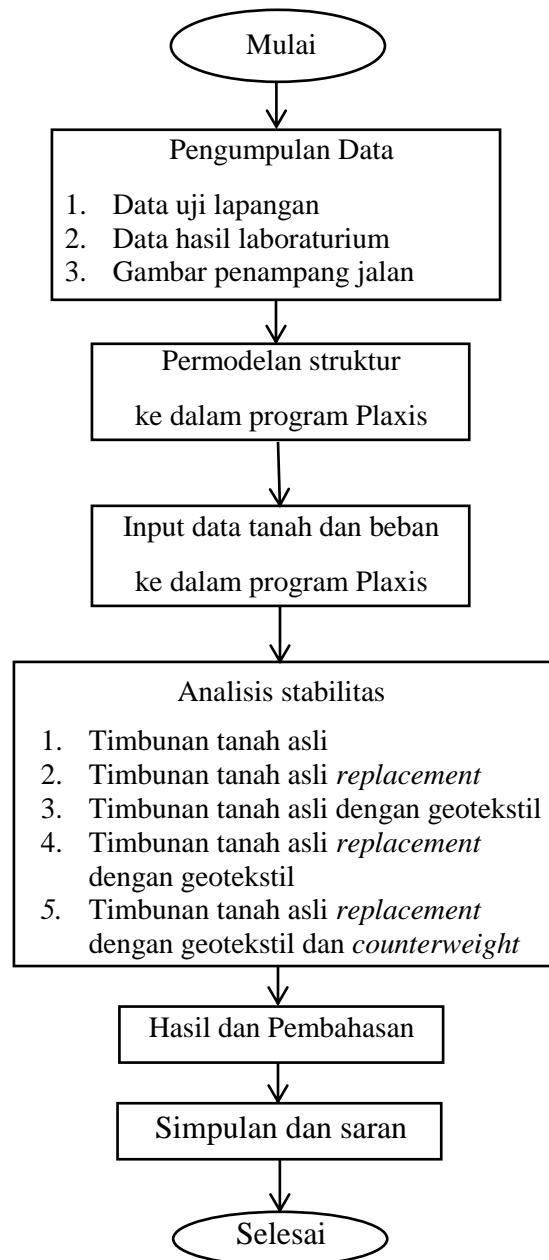 Mulai
Pengumpulan Data
1. Data uji lapangan
2. Data hasil laboraturium
3. Gambar penampang jalan
Permodelan struktur
ke dalam program Plaxis
Input data tanah dan beban
ke dalam program Plaxis
Analisis stabilitas
1. Timbunan tanah asli
2. Timbunan tanah asli replacement
3. Timbunan tanah asli dengan geotekstil
4. Timbunan tanah asli replacement
dengan geotekstil
5. Timbunan tanah asli replacement
dengan geotekstil dan counterweight
Hasil dan Pembahasan
Simpulan dan saran
Selesai